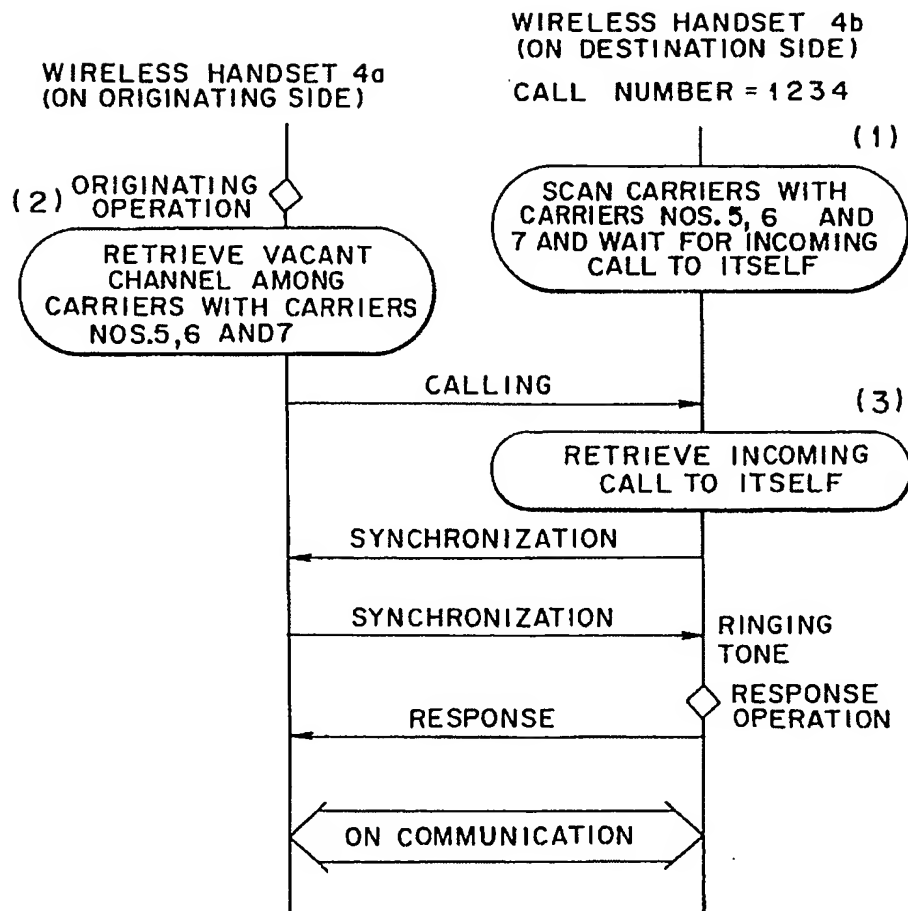 WIRELESS HANDSET 4a
(ON ORIGINATING SIDE)
WIRELESS HANDSET 4b
(ON DESTINATION SIDE)
CALL NUMBER = 1234
(1)
SCAN CARRIERS WITH
CARRIERS NOS. 5, 6 AND
7 AND WAIT FOR INCOMING
CALL TO ITSELF
(2)
ORIGINATING
OPERATION
RETRIEVE VACANT
CHANNEL AMONG
CARRIERS WITH CARRIERS
NOS.5,6 AND7
CALLING
(3)
RETRIEVE INCOMING
CALL TO ITSELF
SYNCHRONIZATION
SYNCHRONIZATION
RINGING
TONE
RESPONSE
OPERATION
RESPONSE
ON COMMUNICATION